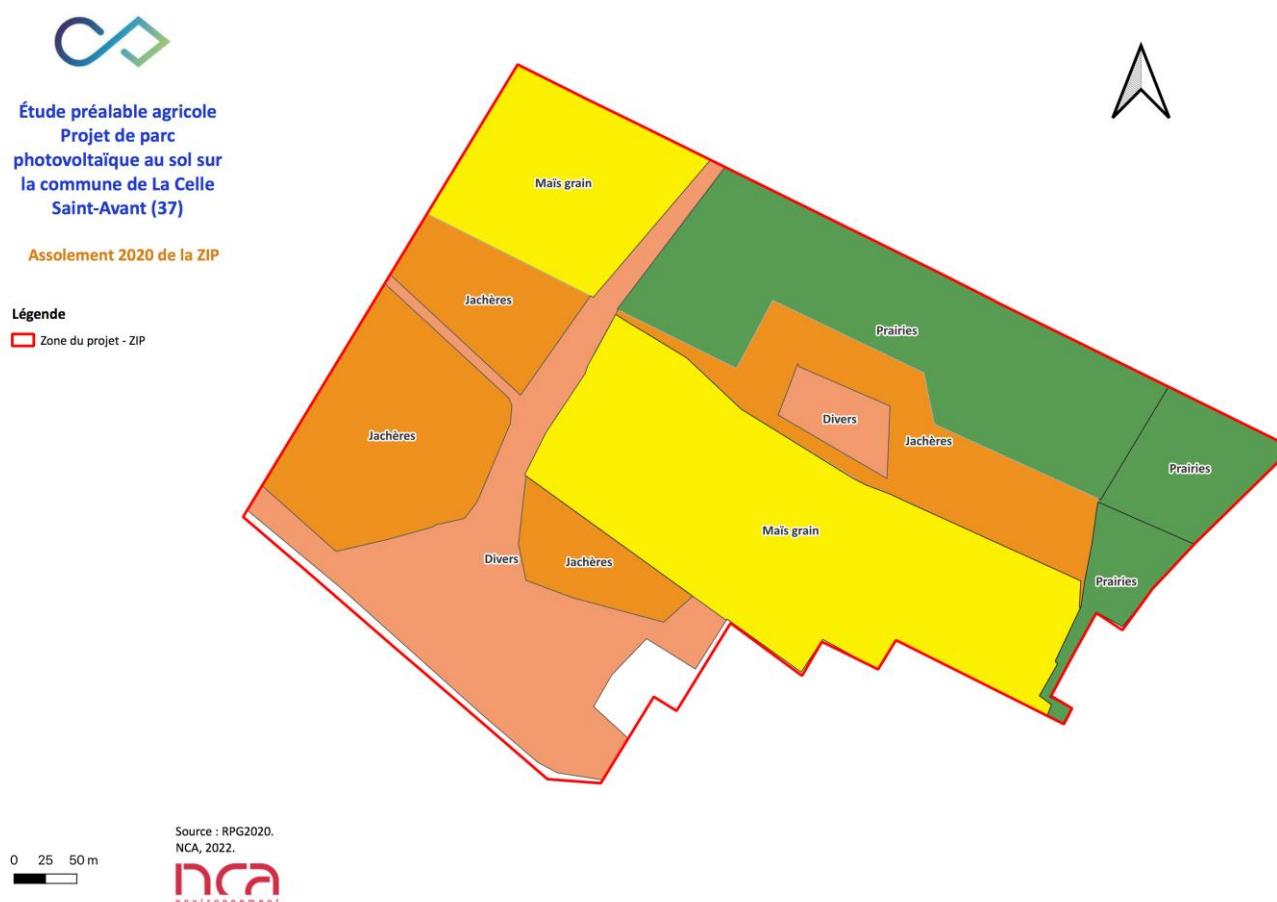 Étude préalable agricole
Projet de parc
photovoltaïque au sol sur
la commune de La Celle
Saint-Avant (37)
Assolement 2020 de la ZIP
Légende
Zone du projet - ZIP
Maïs grain
Jachères
Prairies
Divers
Jachères
Jachères
Prairies
Maïs grain
Divers
Jachères
Prairies
Source : RPG2020.
NCA, 2022.
0 25 50 m
nca
environnement